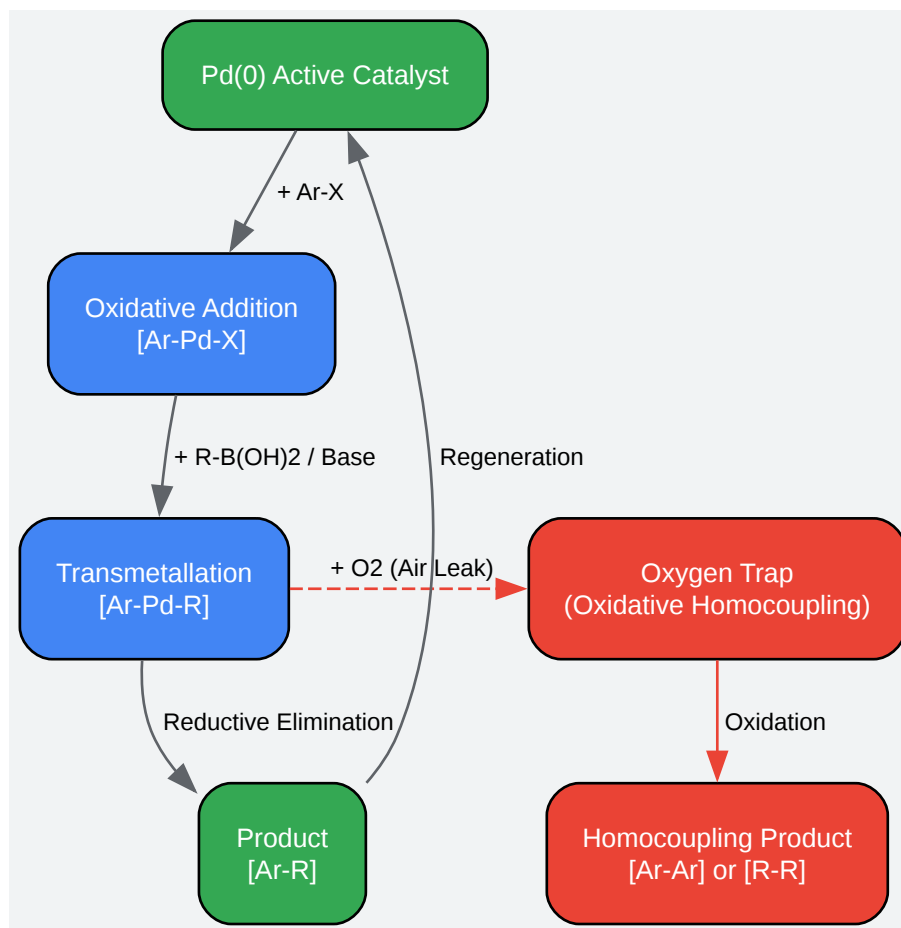 Pd(0) Active Catalyst
+ Ar-X
Oxidative Addition
[Ar-Pd-X]
+ R-B(OH)2 / Base
Regeneration
Transmetallation
[Ar-Pd-R]
+ O2 (Air Leak)
Oxygen Trap
(Oxidative Homocoupling)
Reductive Elimination
Oxidation
Product
[Ar-R]
Homocoupling Product
[Ar-Ar] or [R-R]